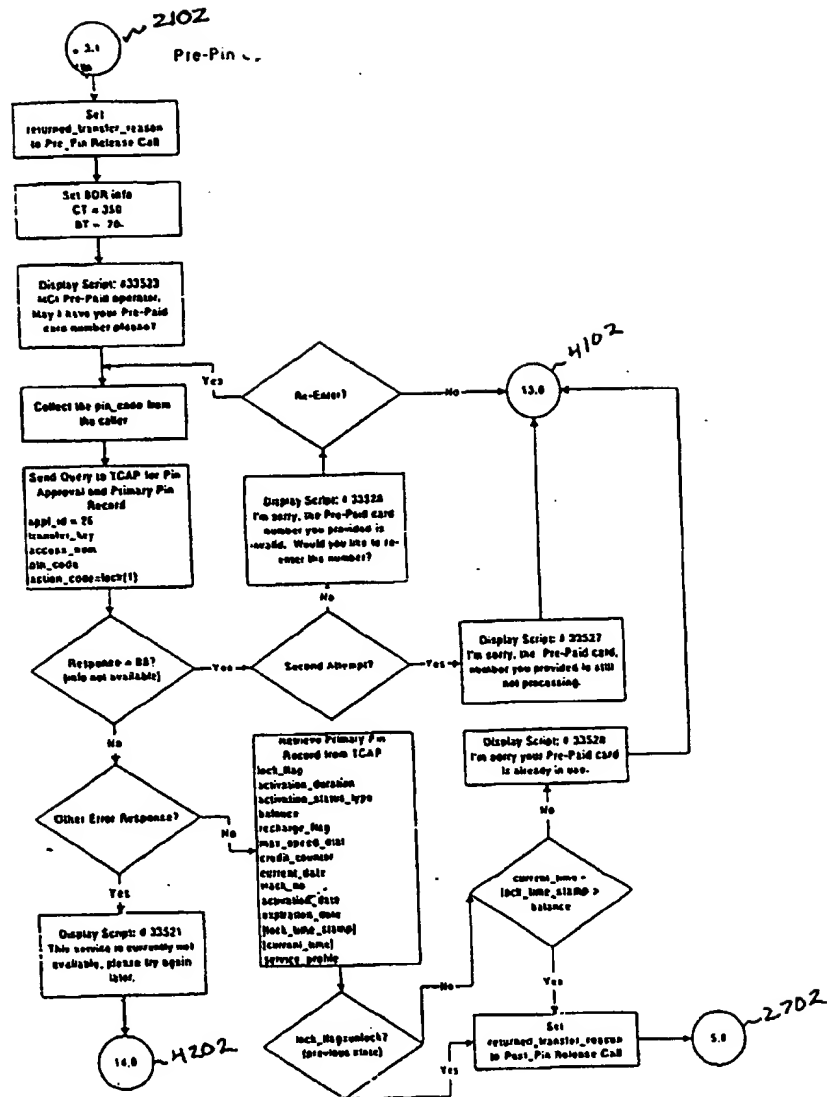 2102
3.1
Pre-Pin
Set
returned_transfer_reason
to Pre_Pin Release Call
Set BDR info
CT = 350
BT = 70
Display Script: #33523
MCI Pre-Paid operator,
May I have your Pre-Paid
card number please?
Collect the pin_code from
the caller
Yes
Re-Enter?
No
13.0
4102
Send Query to TCAP for Pin
Approval and Primary Pin
Record
appl_id = 26
transfer_key
access_num
pin_code
action_code=lock(1)
Display Script: # 33528
I'm sorry, the Pre-Paid card
number you provided is
invalid. Would you like to re-
enter the number?
No
Response = 88?
(info not available)
Yes
Second Attempt?
Yes
Display Script: # 33527
I'm sorry, the Pre-Paid card,
number you provided is still
not processing.
No
Other Error Response?
No
Retrieve Primary Pin
Record from TCAP
lock_flag
activation_duration
activation_status_type
balance
recharge_flag
max_speed_dial
credit_counter
current_date
activation_date
expiration_date
[lock_time_stamp]
[current_time]
service_profile
Display Script: # 33528
I'm sorry your Pre-Paid card
is already in use.
No
current_time -
lock_time_stamp >
balance
Yes
Yes
Display Script: # 33521
This service is currently not
available, please try again
later.
14.0
4202
lock_flag=unlock?
(previous state)
No
Yes
Set
returned_transfer_reason
to Post_Pin Release Call
5.0
2702